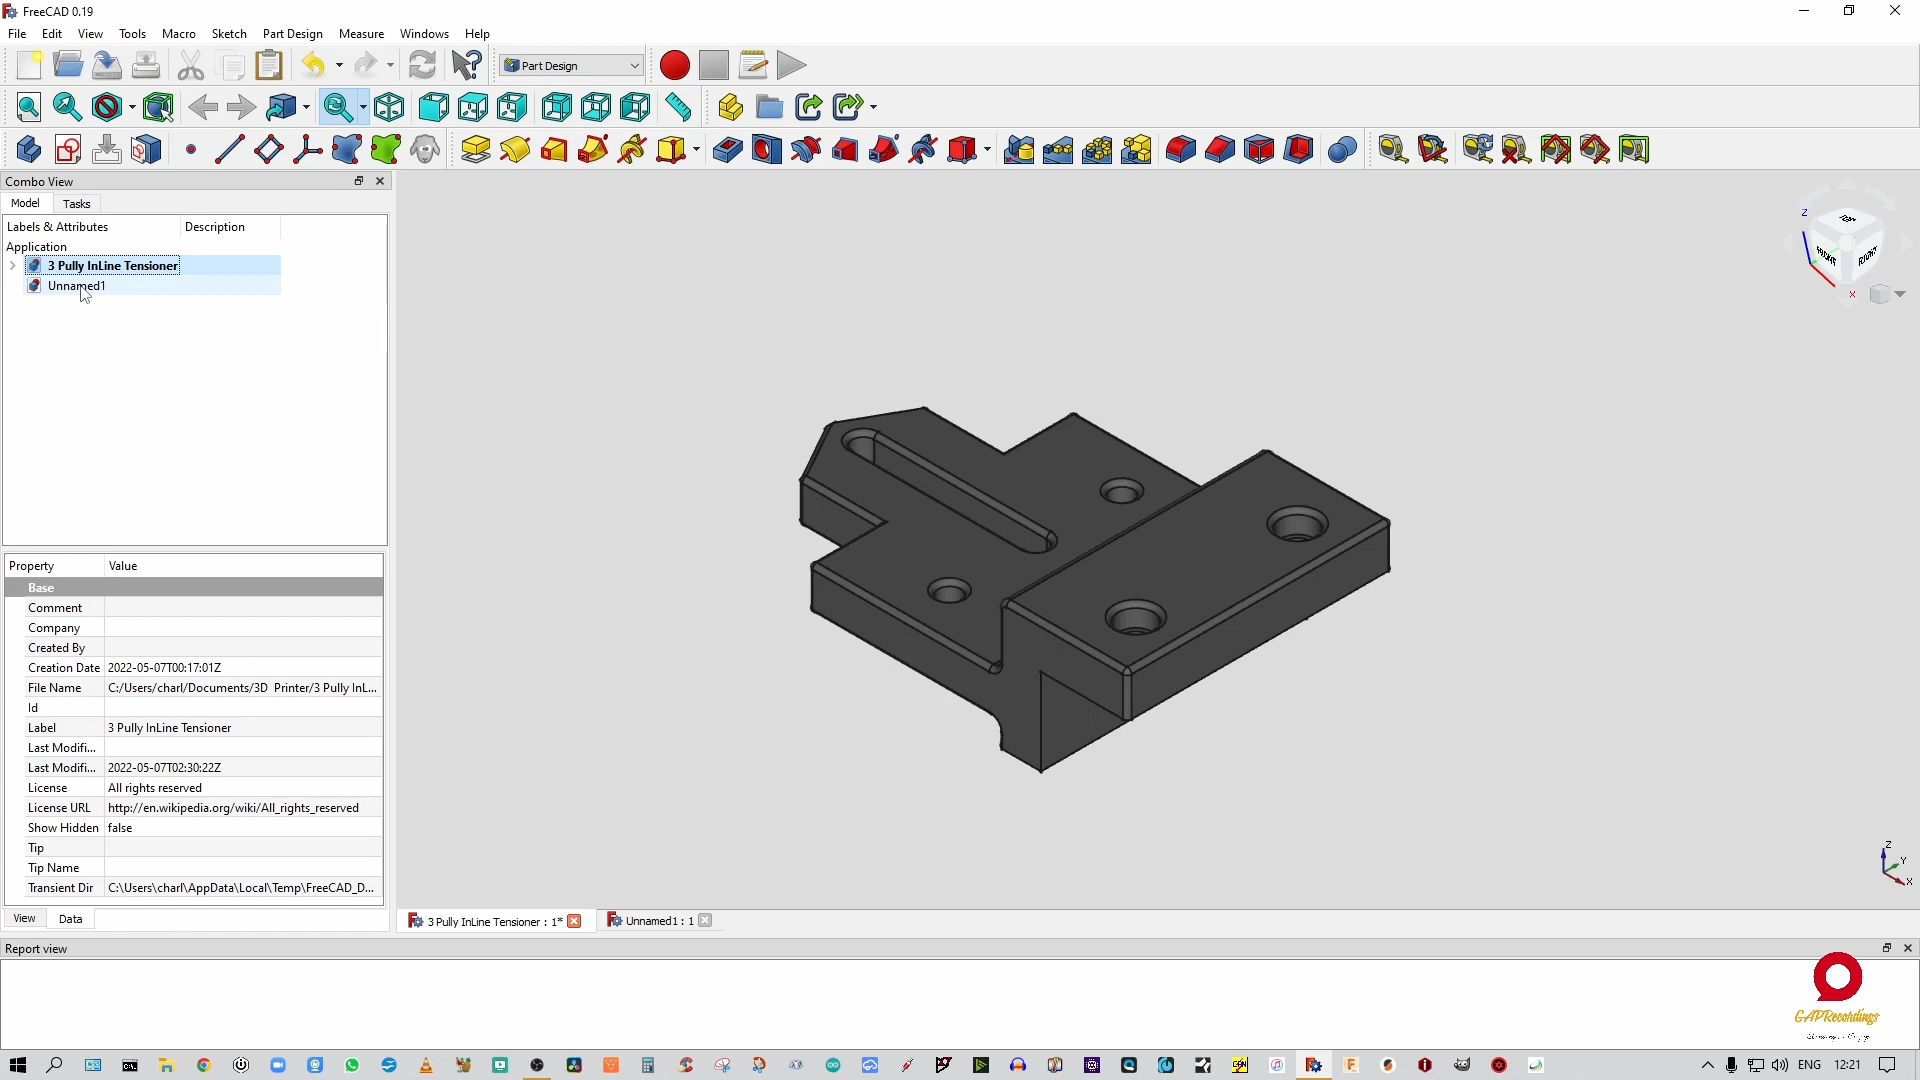 FreeCAD 0.19
File Edit View Tools Macro Sketch Part Design Measure Windows Help
Part Design
Combo View
Model Tasks
Labels & Attributes Description
Application
3 Pully InLine Tensioner
Unnamed1
TOP
FRONT RIGHT
Z
X
Property Value
Base
Comment
Company
Created By
Creation Date 2022-05-07T00:17:01Z
File Name C:/Users/charl/Documents/3D Printer/3 Pully InL...
Id
Label 3 Pully InLine Tensioner
Last Modifi...
Last Modifi... 2022-05-07T02:30:22Z
License All rights reserved
License URL http://en.wikipedia.org/wiki/All_rights_reserved
Show Hidden false
Tip
Tip Name
Transient Dir C:\Users\charl\AppData\Local\Temp\FreeCAD_D...
Z
Y
X
View Data
3 Pully InLine Tensioner : 1* Unnamed1 : 1
Report view
GAPRecordings
ENG 12:21